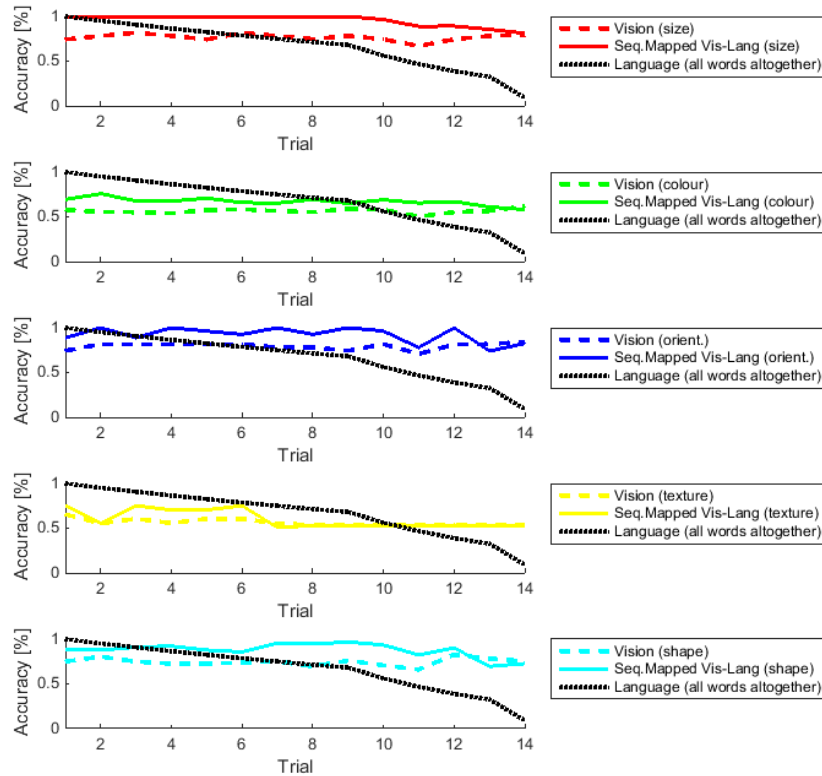 Accuracy [%]
1
0.5
0
2 4 6 8 10 12 14
Trial
Vision (size)
Seq.Mapped Vis-Lang (size)
Language (all words altogether)
Accuracy [%]
1
0.5
0
2 4 6 8 10 12 14
Trial
Vision (colour)
Seq.Mapped Vis-Lang (colour)
Language (all words altogether)
Accuracy [%]
1
0.5
0
2 4 6 8 10 12 14
Trial
Vision (orient.)
Seq.Mapped Vis-Lang (orient.)
Language (all words altogether)
Accuracy [%]
1
0.5
0
2 4 6 8 10 12 14
Trial
Vision (texture)
Seq.Mapped Vis-Lang (texture)
Language (all words altogether)
Accuracy [%]
1
0.5
0
2 4 6 8 10 12 14
Trial
Vision (shape)
Seq.Mapped Vis-Lang (shape)
Language (all words altogether)